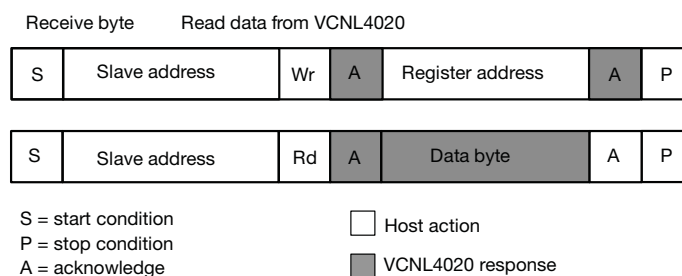 Receive byte Read data from VCNL4020
S Slave address Wr A Register address A P
S Slave address Rd A Data byte A P
S = start condition
P = stop condition
A = acknowledge
Host action
VCNL4020 response